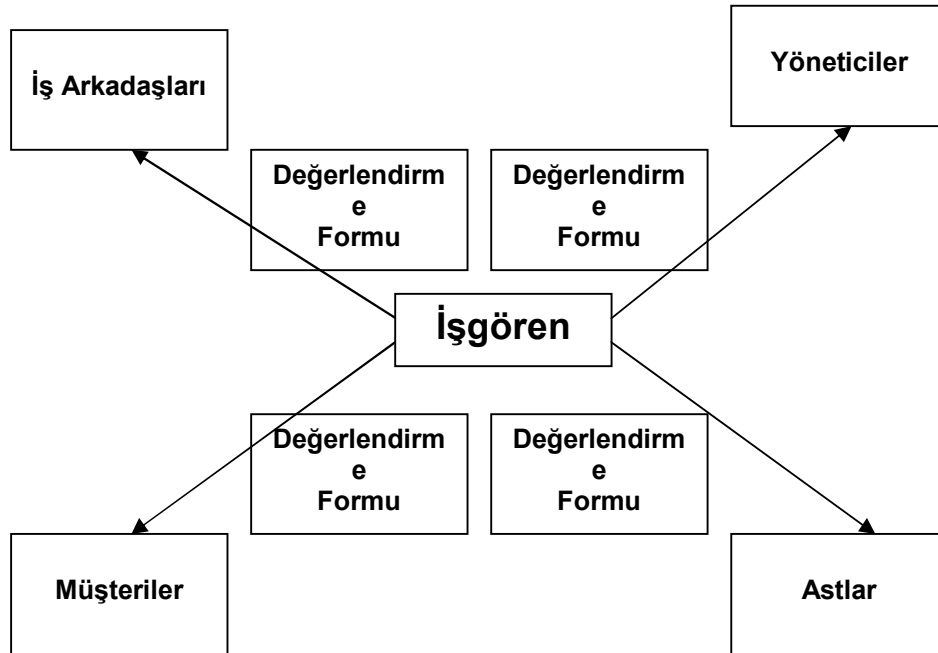 Yöneticiler
İş Arkadaşları
Değerlendirm
e
Formu
Değerlendirm
e
Formu
İşgören
Değerlendirm
e
Formu
Değerlendirm
e
Formu
Müşteriler
Astlar